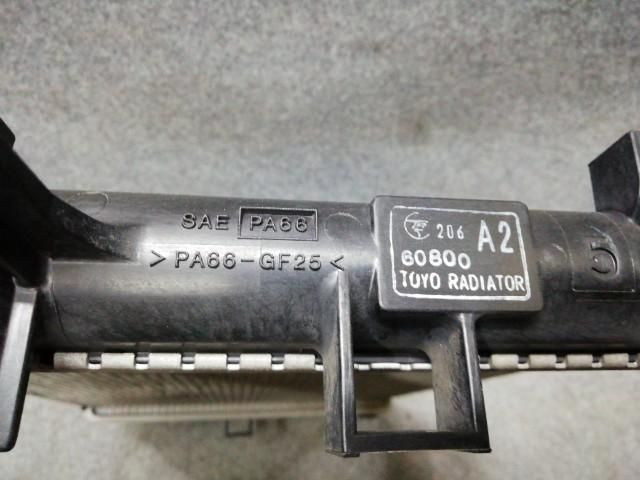 SAE PA66
>PA66-GF25<
206 A2
60800
TOYO RADIATOR
5